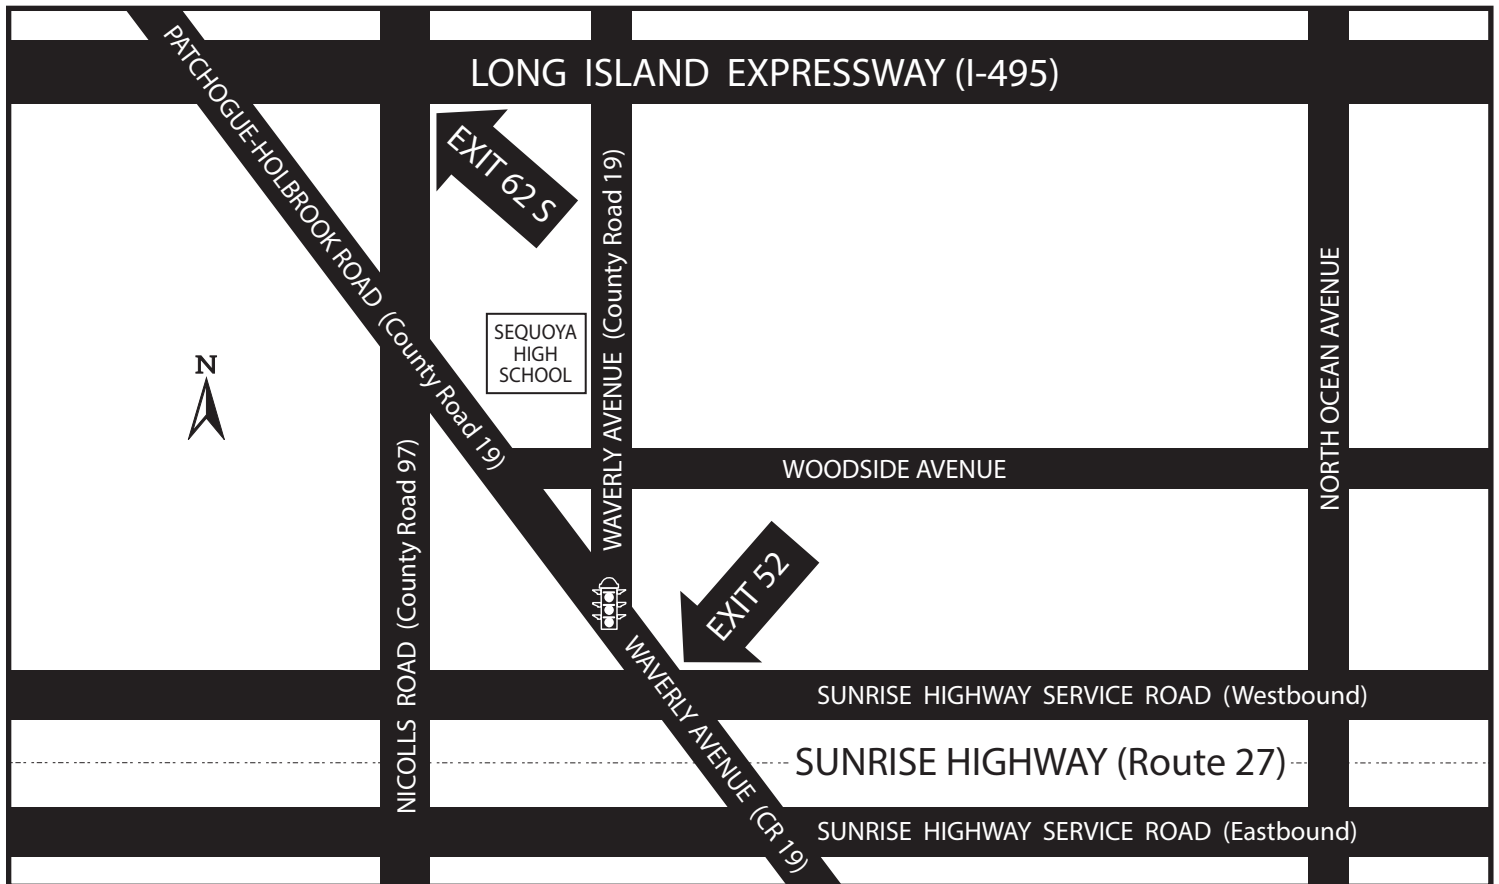 LONG ISLAND EXPRESSWAY (I-495)
PATCHOGUE-HOLBROOK ROAD (County Road 19)
EXIT 62 S
WAVERLY AVENUE (County Road 19)
NORTH OCEAN AVENUE
SEQUOYA
HIGH
SCHOOL
N
NICOLLS ROAD (County Road 97)
WOODSIDE AVENUE
EXIT 52
WAVERLY AVENUE (CR 19)
SUNRISE HIGHWAY SERVICE ROAD (Westbound)
SUNRISE HIGHWAY (Route 27)
SUNRISE HIGHWAY SERVICE ROAD (Eastbound)